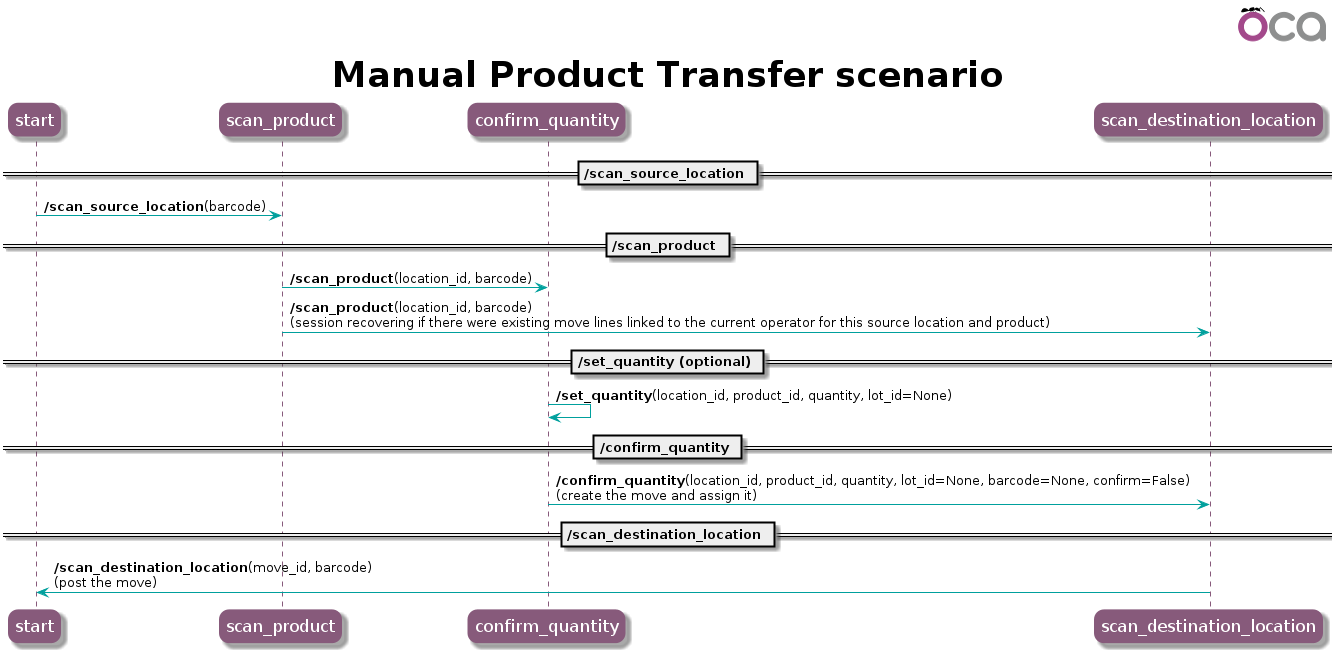 oca
Manual Product Transfer scenario
start
scan_product
confirm_quantity
scan_destination_location
/scan_source_location
/scan_source_location(barcode)
/scan_product
/scan_product(location_id, barcode)
/scan_product(location_id, barcode)
(session recovering if there were existing move lines linked to the current operator for this source location and product)
/set_quantity (optional)
/set_quantity(location_id, product_id, quantity, lot_id=None)
/confirm_quantity
/confirm_quantity(location_id, product_id, quantity, lot_id=None, barcode=None, confirm=False)
(create the move and assign it)
/scan_destination_location
/scan_destination_location(move_id, barcode)
(post the move)
start
scan_product
confirm_quantity
scan_destination_location